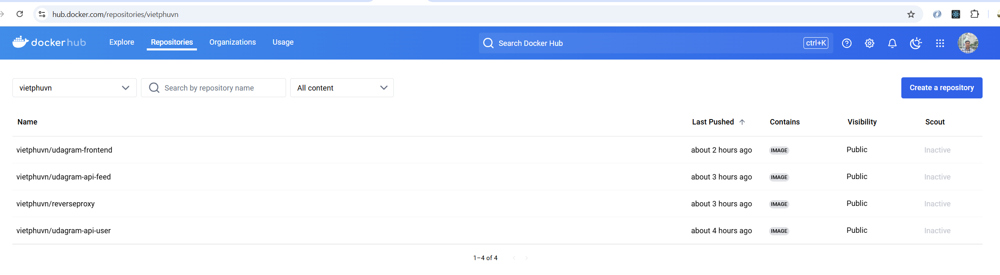 hub.docker.com/repositories/vietphuvn
dockerhub Explore Repositories Organizations Usage Search Docker Hub ctrl+K
vietphuvn Search by repository name All content Create a repository
Name Last Pushed Contains Visibility Scout
vietphuvn/udagram-frontend about 2 hours ago IMAGE Public Inactive
vietphuvn/udagram-api-feed about 3 hours ago IMAGE Public Inactive
vietphuvn/reverseproxy about 3 hours ago IMAGE Public Inactive
vietphuvn/udagram-api-user about 4 hours ago IMAGE Public Inactive
1–4 of 4